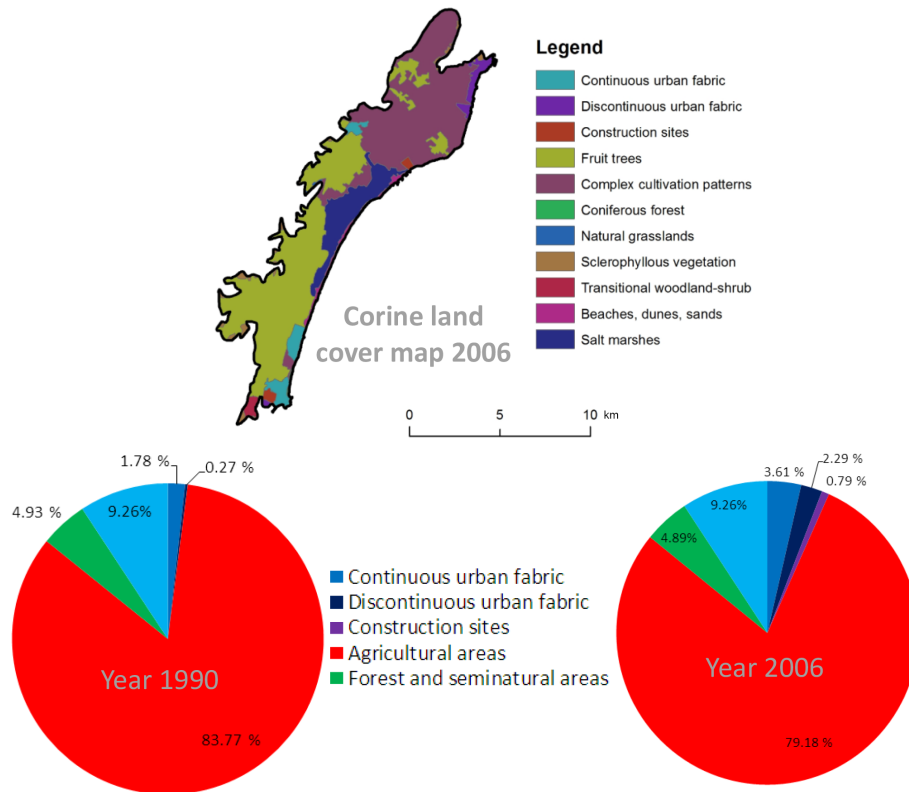 Legend
Continuous urban fabric
Discontinuous urban fabric
Construction sites
Fruit trees
Complex cultivation patterns
Coniferous forest
Natural grasslands
Sclerophyllous vegetation
Transitional woodland-shrub
Beaches, dunes, sands
Salt marshes
Corine land
cover map 2006
0 5 10 km
1.78 %
0.27 %
4.93 %
9.26%
83.77 %
Year 1990
Continuous urban fabric
Discontinuous urban fabric
Construction sites
Agricultural areas
Forest and seminatural areas
3.61 %
2.29 %
0.79 %
9.26%
4.89%
Year 2006
79.18 %